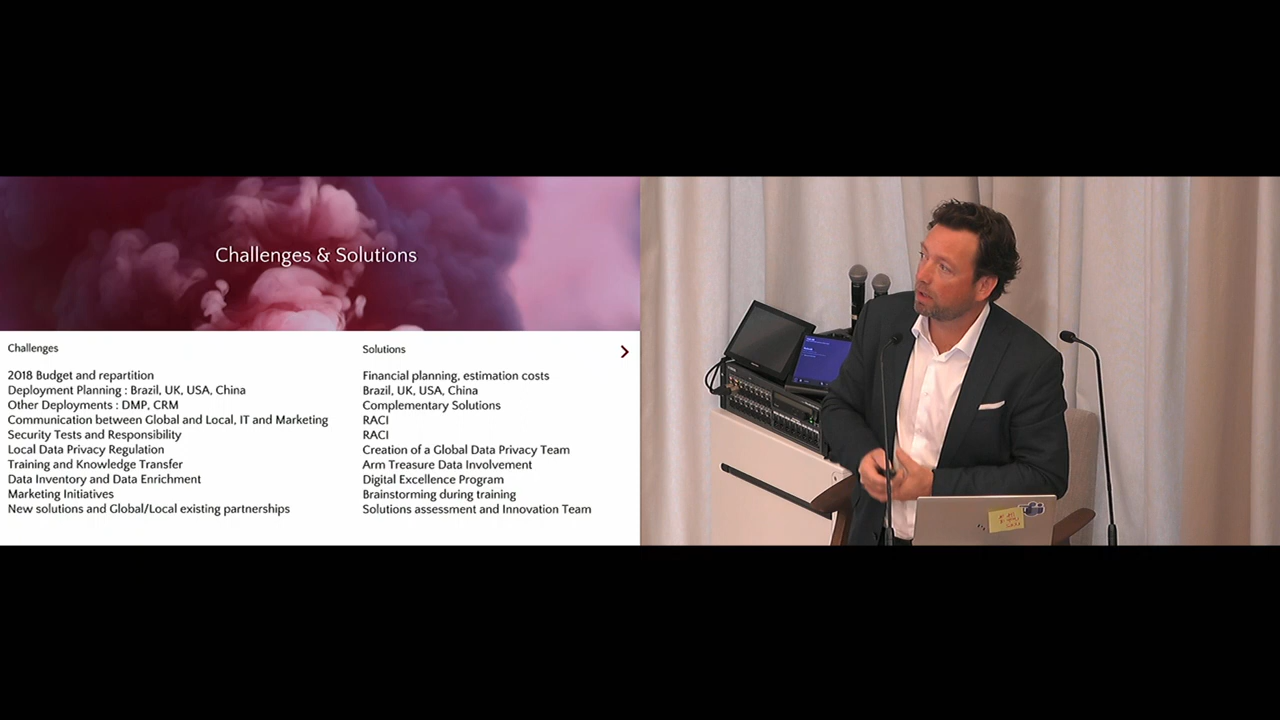 Challenges & Solutions
Challenges
2018 Budget and repartition
Deployment Planning : Brazil, UK, USA, China
Other Deployments : DMP, CRM
Communication between Global and Local, IT and Marketing
Security Tests and Responsibility
Local Data Privacy Regulation
Training and Knowledge Transfer
Data Inventory and Data Enrichment
Marketing Initiatives
New solutions and Global/Local existing partnerships
Solutions
Financial planning, estimation costs
Brazil, UK, USA, China
Complementary Solutions
RACI
RACI
Creation of a Global Data Privacy Team
Arm Treasure Data Involvement
Digital Excellence Program
Brainstorming during training
Solutions assessment and Innovation Team